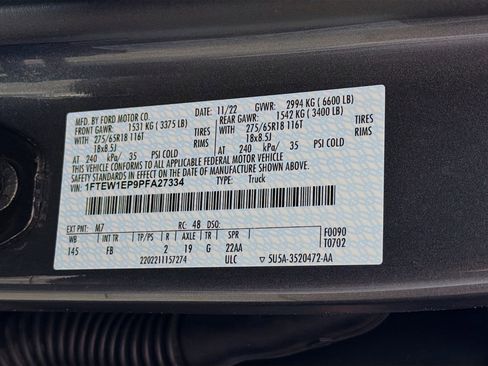 MFD. BY FORD MOTOR CO.
11/22 GVWR: 2994 KG ( 6600 LB)
FRONT GAWR: 1531 KG ( 3375 LB) REAR GAWR: 1542 KG ( 3400 LB)
WITH 275/65R18 116T TIRES WITH 275/65R18 116T TIRES
18x8.5J RIMS 18x8.5J RIMS
AT 240 kPa/ 35 PSI COLD AT 240 kPa/ 35 PSI COLD
THIS VEHICLE CONFORMS TO ALL APPLICABLE FEDERAL MOTOR VEHICLE
SAFETY STANDARDS IN EFFECT ON THE DATE OF MANUFACTURE SHOWN ABOVE.
VIN: 1FTEW1EP9PFA27334 TYPE: Truck
EXT PNT: M7 RC: 48 DSO: F0090
WB INT TR TP/PS R AXLE TR SPR T0702
145 FB 2 19 G 22AA
2202211157274 ULC 5U5A-3520472-AA